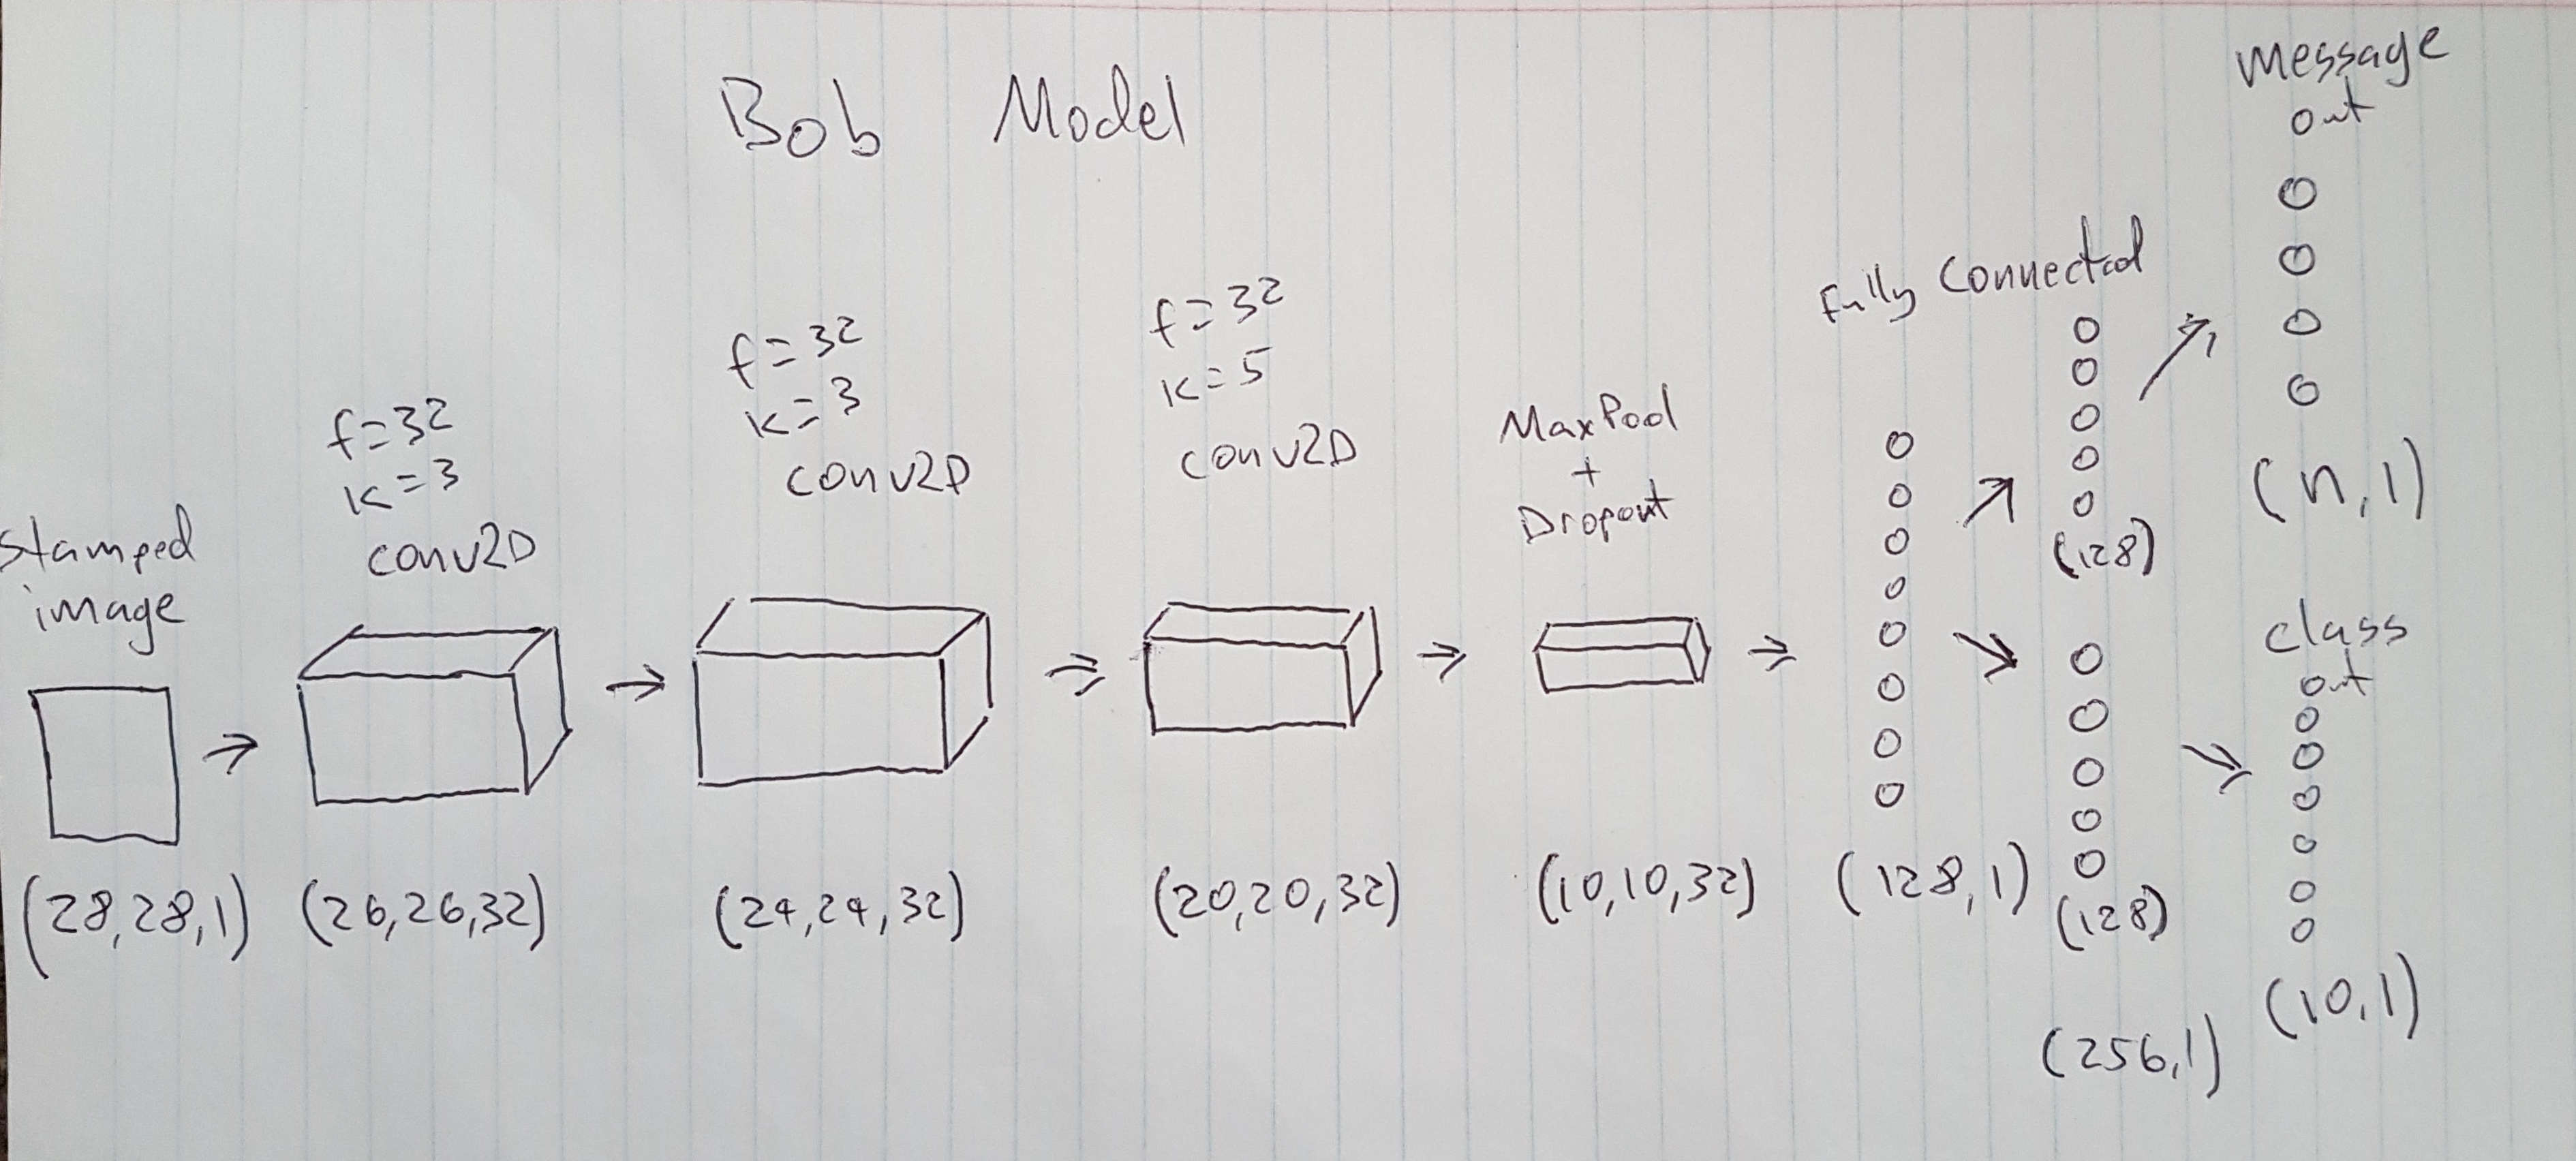 Bob Model
stamped
image
(28,28,1)
f=32
k=3
conv2D
(26,26,32)
f=32
k=3
conv2D
(24,24,32)
f=32
k=5
conv2D
(20,20,32)
MaxPool
+
Dropout
(10,10,32)
Fully Connected
(128,1)
(128)
(128)
(256,1)
message
out
(n,1)
class
out
(10,1)